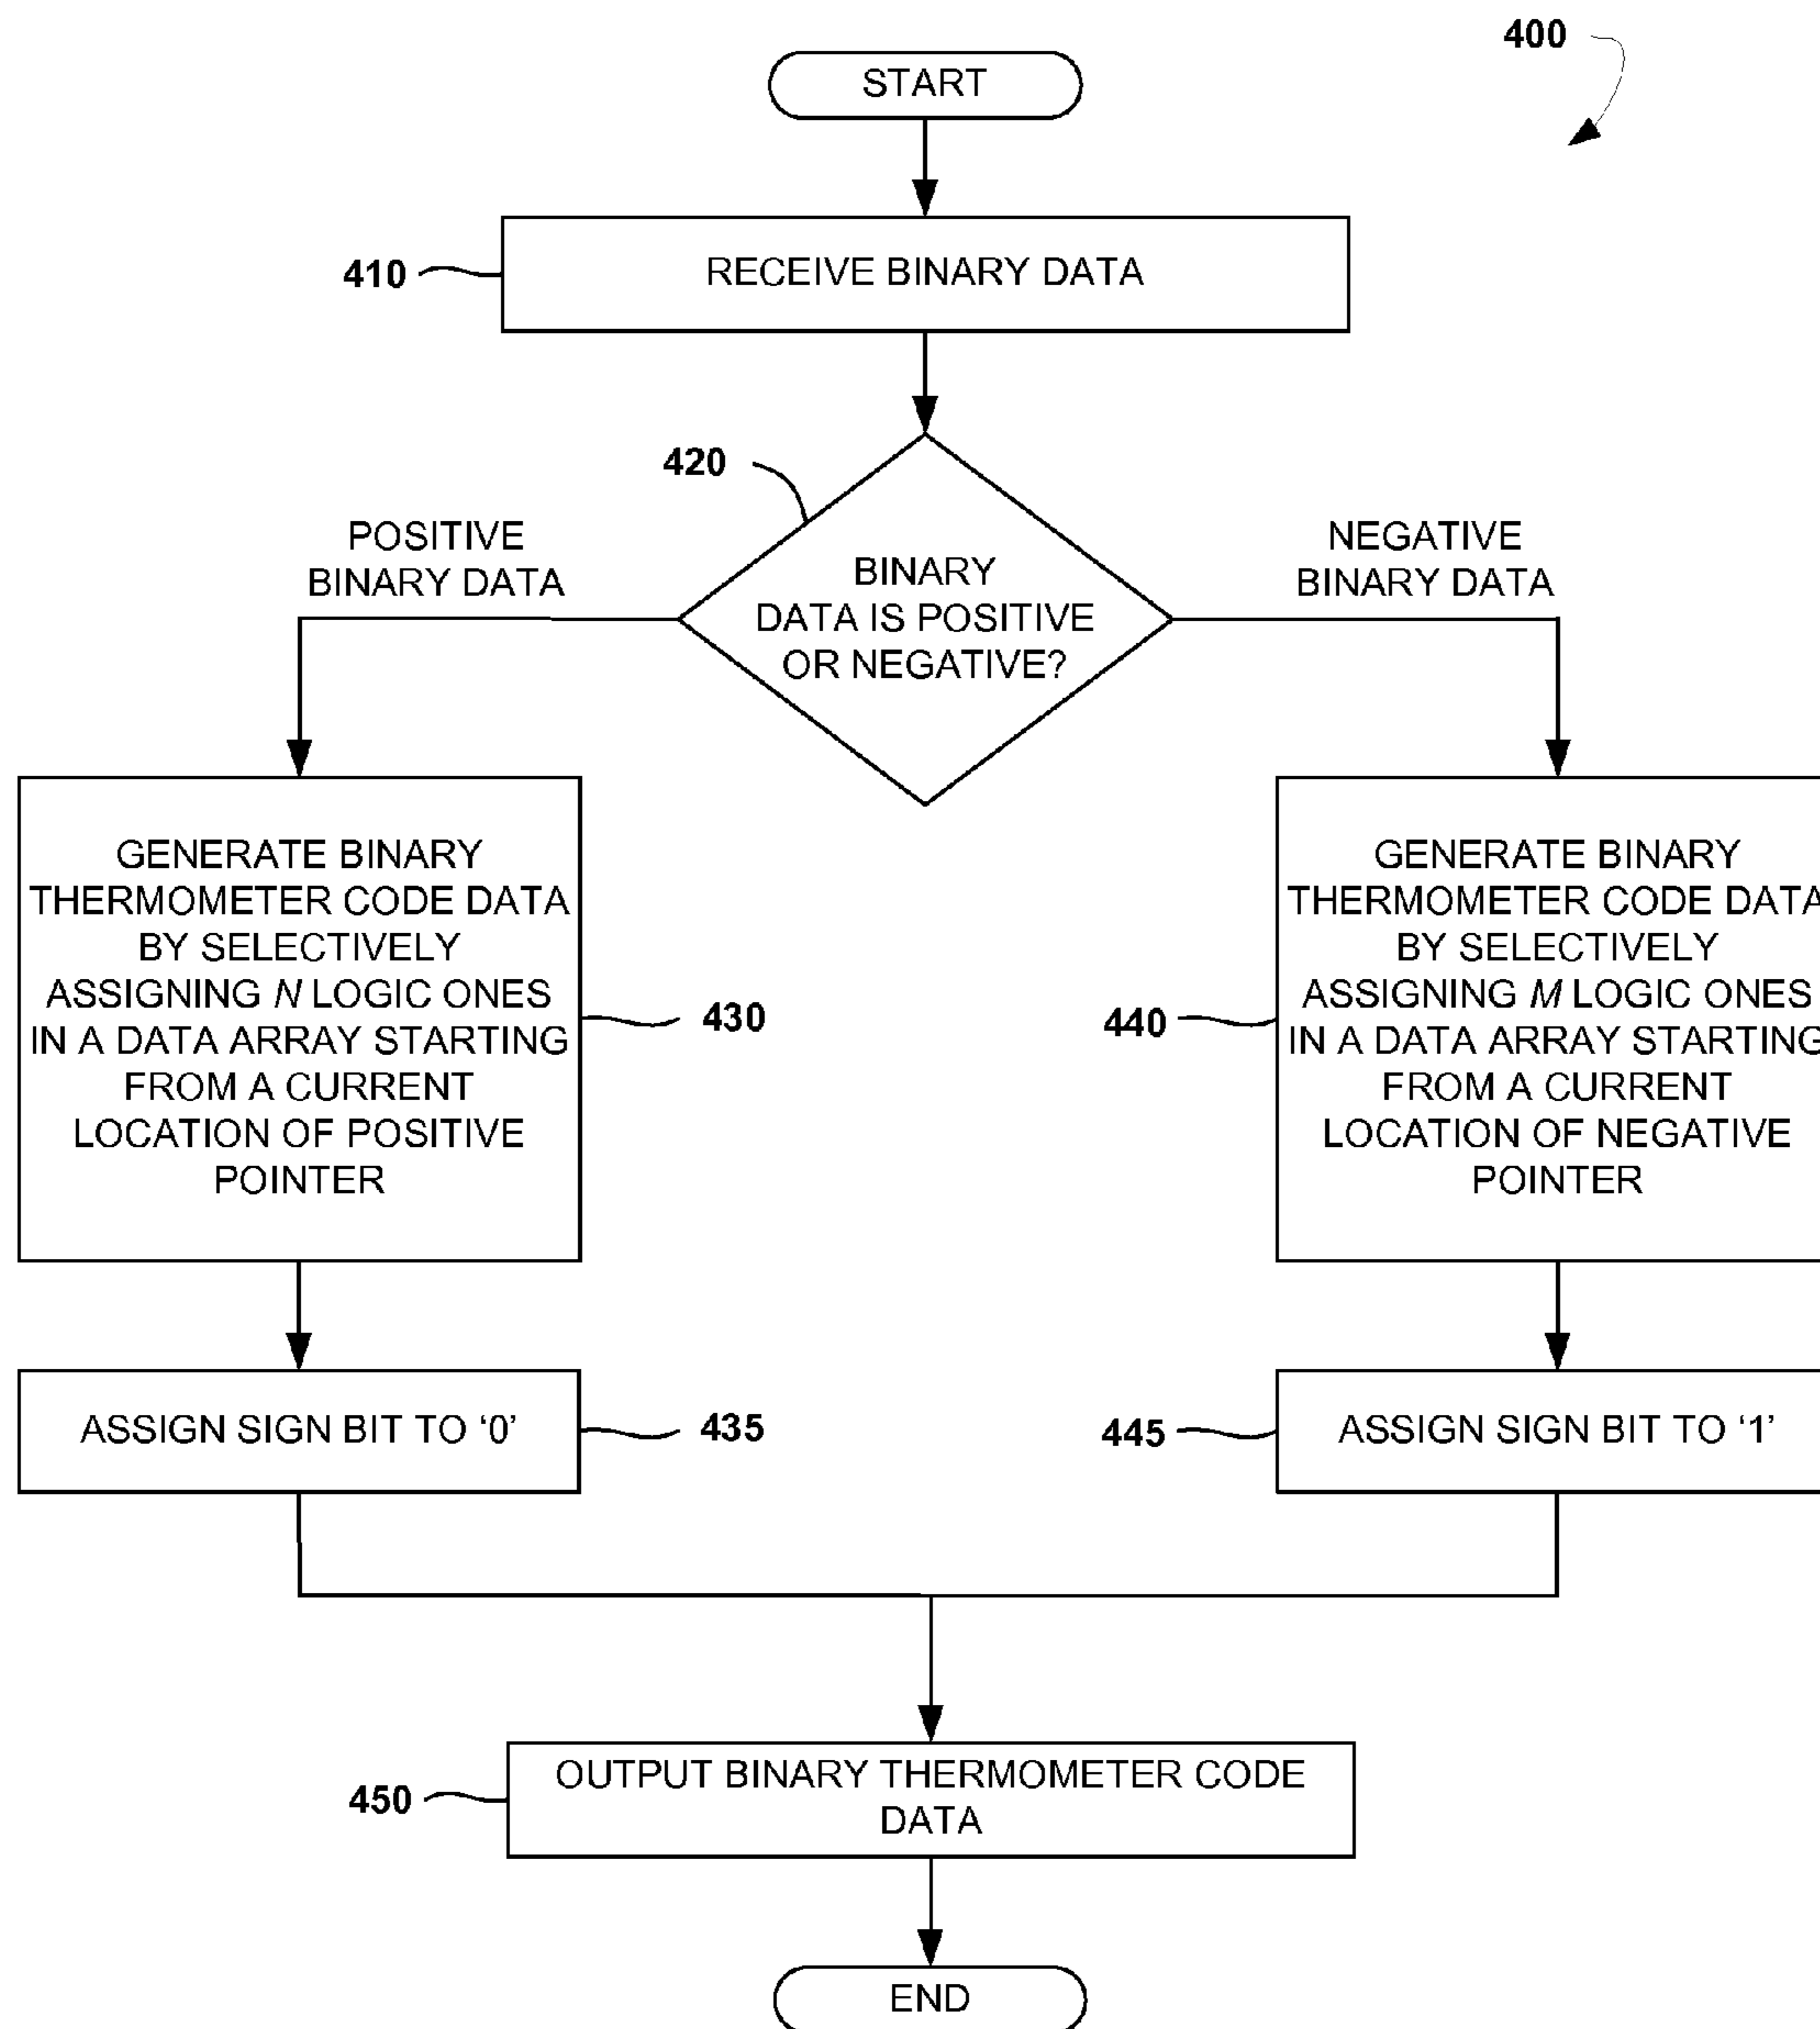 400
START
410
RECEIVE BINARY DATA
420
POSITIVE
BINARY DATA
BINARY
DATA IS POSITIVE
OR NEGATIVE?
NEGATIVE
BINARY DATA
GENERATE BINARY
THERMOMETER CODE DATA
BY SELECTIVELY
ASSIGNING N LOGIC ONES
IN A DATA ARRAY STARTING
FROM A CURRENT
LOCATION OF POSITIVE
POINTER
430
440
GENERATE BINARY
THERMOMETER CODE DATA
BY SELECTIVELY
ASSIGNING M LOGIC ONES
IN A DATA ARRAY STARTING
FROM A CURRENT
LOCATION OF NEGATIVE
POINTER
ASSIGN SIGN BIT TO ‘0’
435
445
ASSIGN SIGN BIT TO ‘1’
450
OUTPUT BINARY THERMOMETER CODE
DATA
END